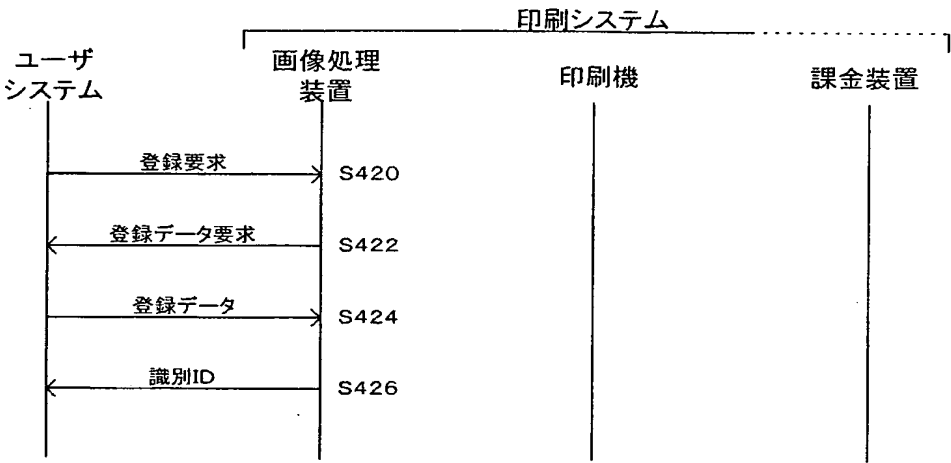 印刷システム
ユーザ
システム
画像処理
装置
印刷機
課金装置
登録要求
S420
登録データ要求
S422
登録データ
S424
識別ID
S426